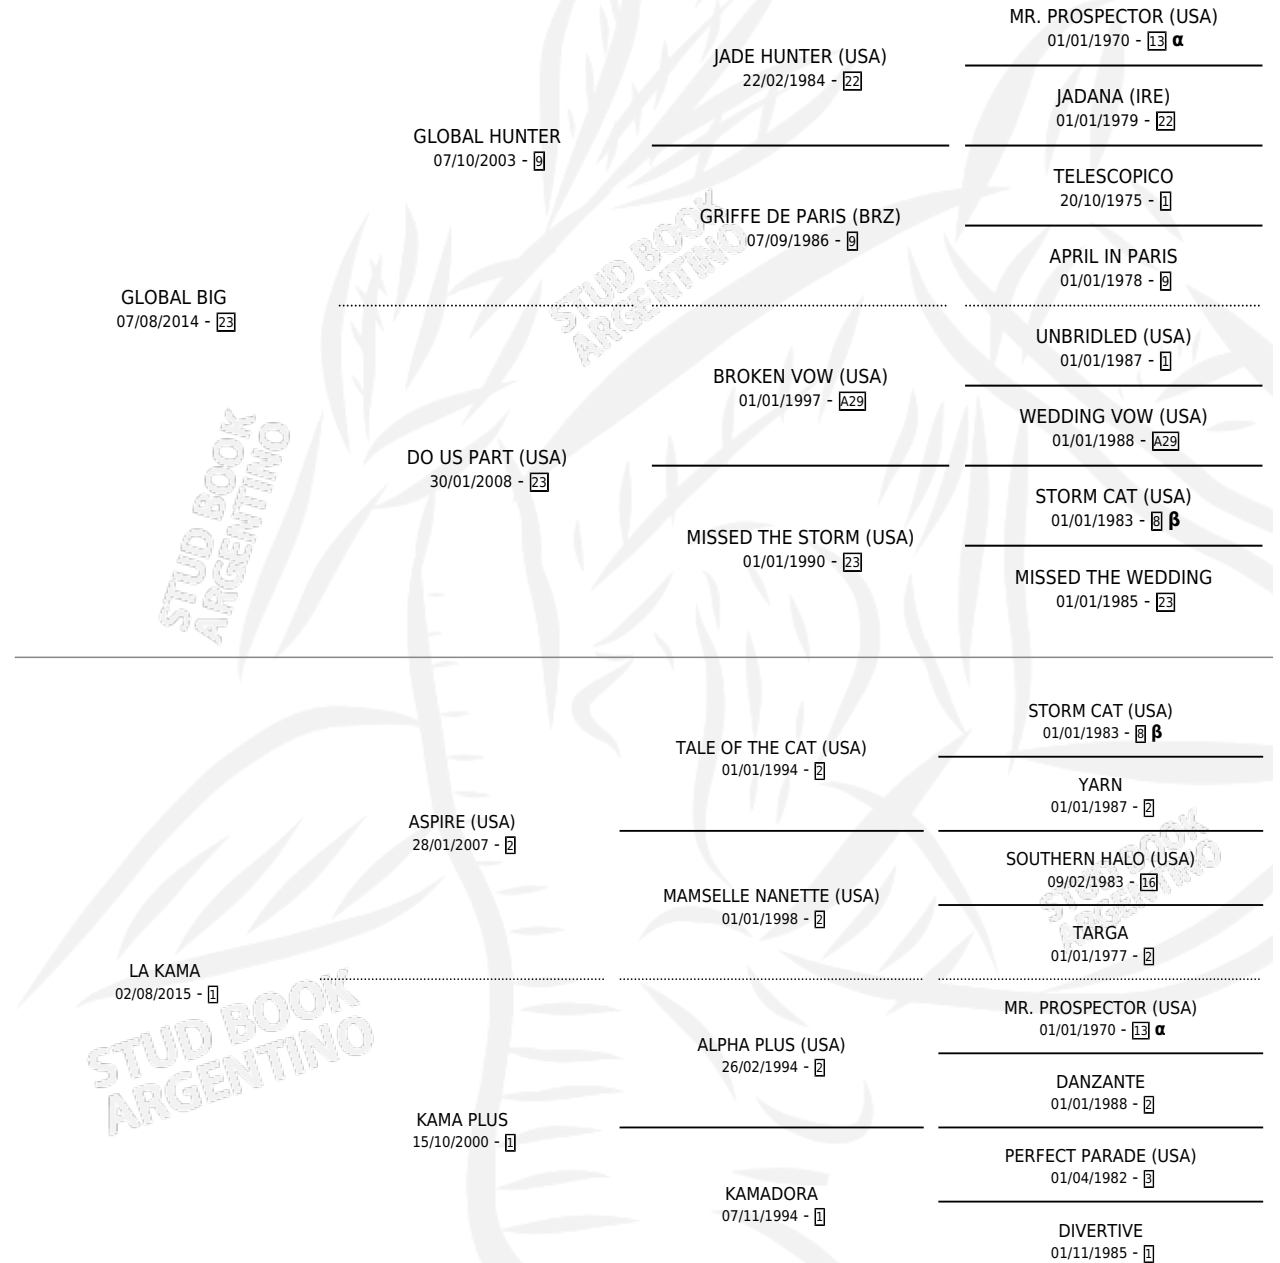 MR. PROSPECTOR (USA)
01/01/1970 - 13 α
JADE HUNTER (USA)
22/02/1984 - 22
JADANA (IRE)
01/01/1979 - 22
GLOBAL HUNTER
07/10/2003 - 9
TELESCOPICO
20/10/1975 - 1
GRIFFE DE PARIS (BRZ)
07/09/1986 - 9
APRIL IN PARIS
01/01/1978 - 9
GLOBAL BIG
07/08/2014 - 23
UNBRIDLED (USA)
01/01/1987 - 1
BROKEN VOW (USA)
01/01/1997 - A29
WEDDING VOW (USA)
01/01/1988 - A29
DO US PART (USA)
30/01/2008 - 23
STORM CAT (USA)
01/01/1983 - 8 β
MISSED THE STORM (USA)
01/01/1990 - 23
MISSED THE WEDDING
01/01/1985 - 23
STORM CAT (USA)
01/01/1983 - 8 β
TALE OF THE CAT (USA)
01/01/1994 - 2
YARN
01/01/1987 - 2
ASPIRE (USA)
28/01/2007 - 2
SOUTHERN HALO (USA)
09/02/1983 - 16
MAMSELLE NANETTE (USA)
01/01/1998 - 2
TARGA
01/01/1977 - 2
LA KAMA
02/08/2015 - 1
MR. PROSPECTOR (USA)
01/01/1970 - 13 α
ALPHA PLUS (USA)
26/02/1994 - 2
DANZANTE
01/01/1988 - 2
KAMA PLUS
15/10/2000 - 1
PERFECT PARADE (USA)
01/04/1982 - 3
KAMADORA
07/11/1994 - 1
DIVERTIVE
01/11/1985 - 1
STUD BOOK
ARGENTINO
STUD BOOK
ARGENTINO
STUD BOOK
ARGENTINO
STUD BOOK
ARGENTINO